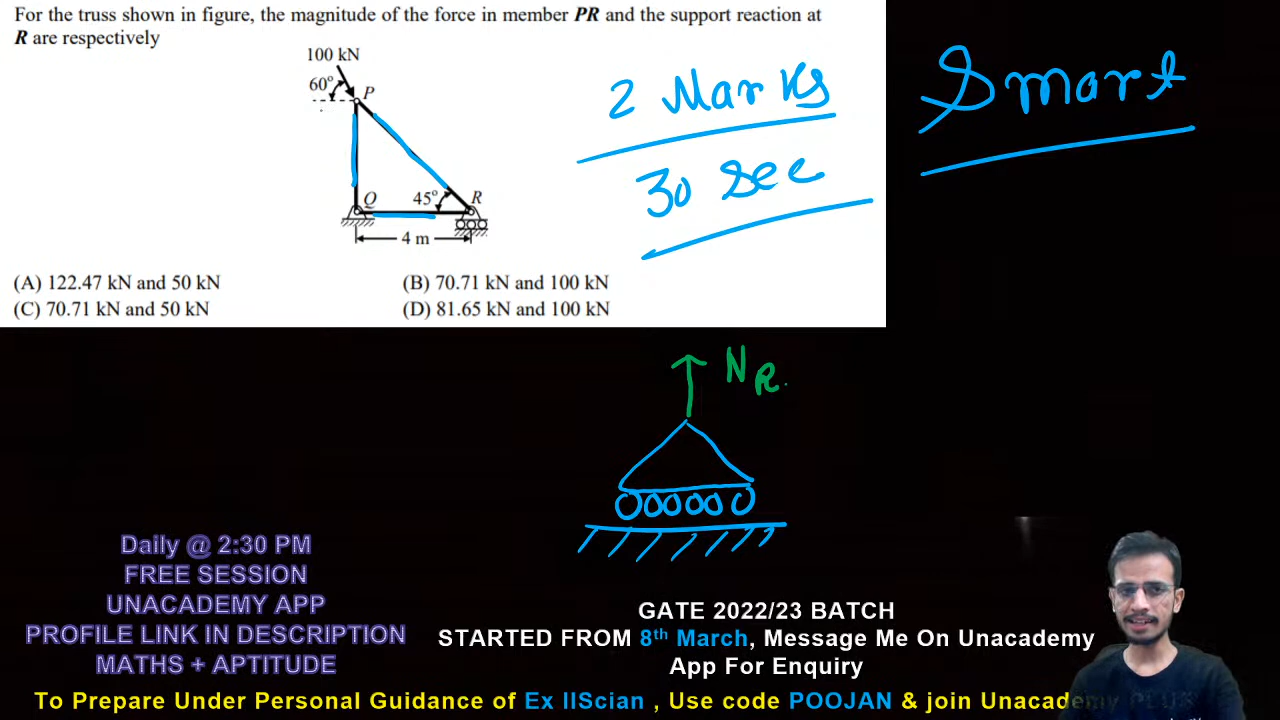 For the truss shown in figure, the magnitude of the force in member PR and the support reaction at
R are respectively
100 kN
60°
P
Q
45°
R
4 m
(A) 122.47 kN and 50 kN
(B) 70.71 kN and 100 kN
(C) 70.71 kN and 50 kN
(D) 81.65 kN and 100 kN
2 Marks
30 sec
Smart
N R.
Daily @ 2:30 PM
FREE SESSION
UNACADEMY APP
PROFILE LINK IN DESCRIPTION
MATHS + APTITUDE
GATE 2022/23 BATCH
STARTED FROM 8th March, Message Me On Unacademy
App For Enquiry
To Prepare Under Personal Guidance of Ex IIScian , Use code POOJAN & join Unacademy PLUS